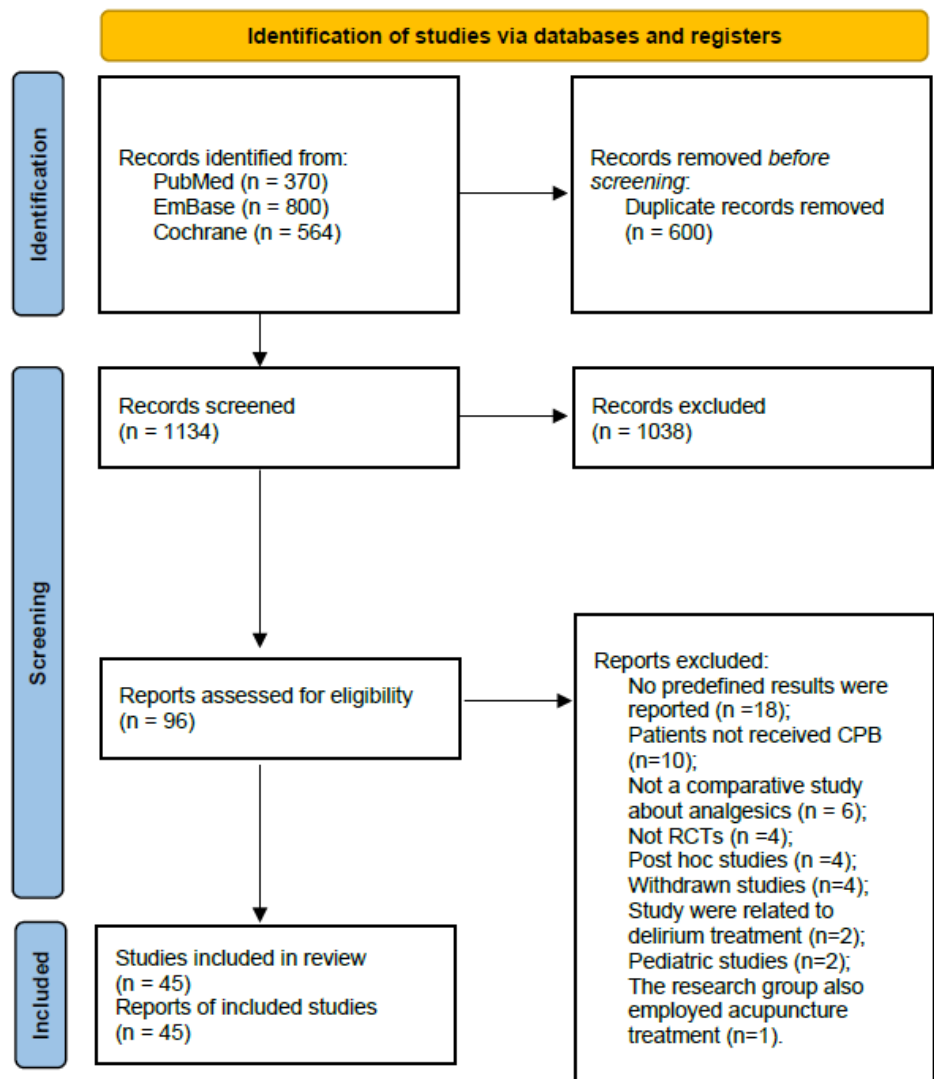 Identification of studies via databases and registers
Identification
Records identified from:
PubMed (n = 370)
EmBase (n = 800)
Cochrane (n = 564)
Records removed before
screening:
Duplicate records removed
(n = 600)
Screening
Records screened
(n = 1134)
Records excluded
(n = 1038)
Reports assessed for eligibility
(n = 96)
Reports excluded:
No predefined results were
reported (n =18);
Patients not received CPB
(n=10);
Not a comparative study
about analgesics (n = 6);
Not RCTs (n =4);
Post hoc studies (n =4);
Withdrawn studies (n=4);
Study were related to
delirium treatment (n=2);
Pediatric studies (n=2);
The research group also
employed acupuncture
treatment (n=1).
Included
Studies included in review
(n = 45)
Reports of included studies
(n = 45)